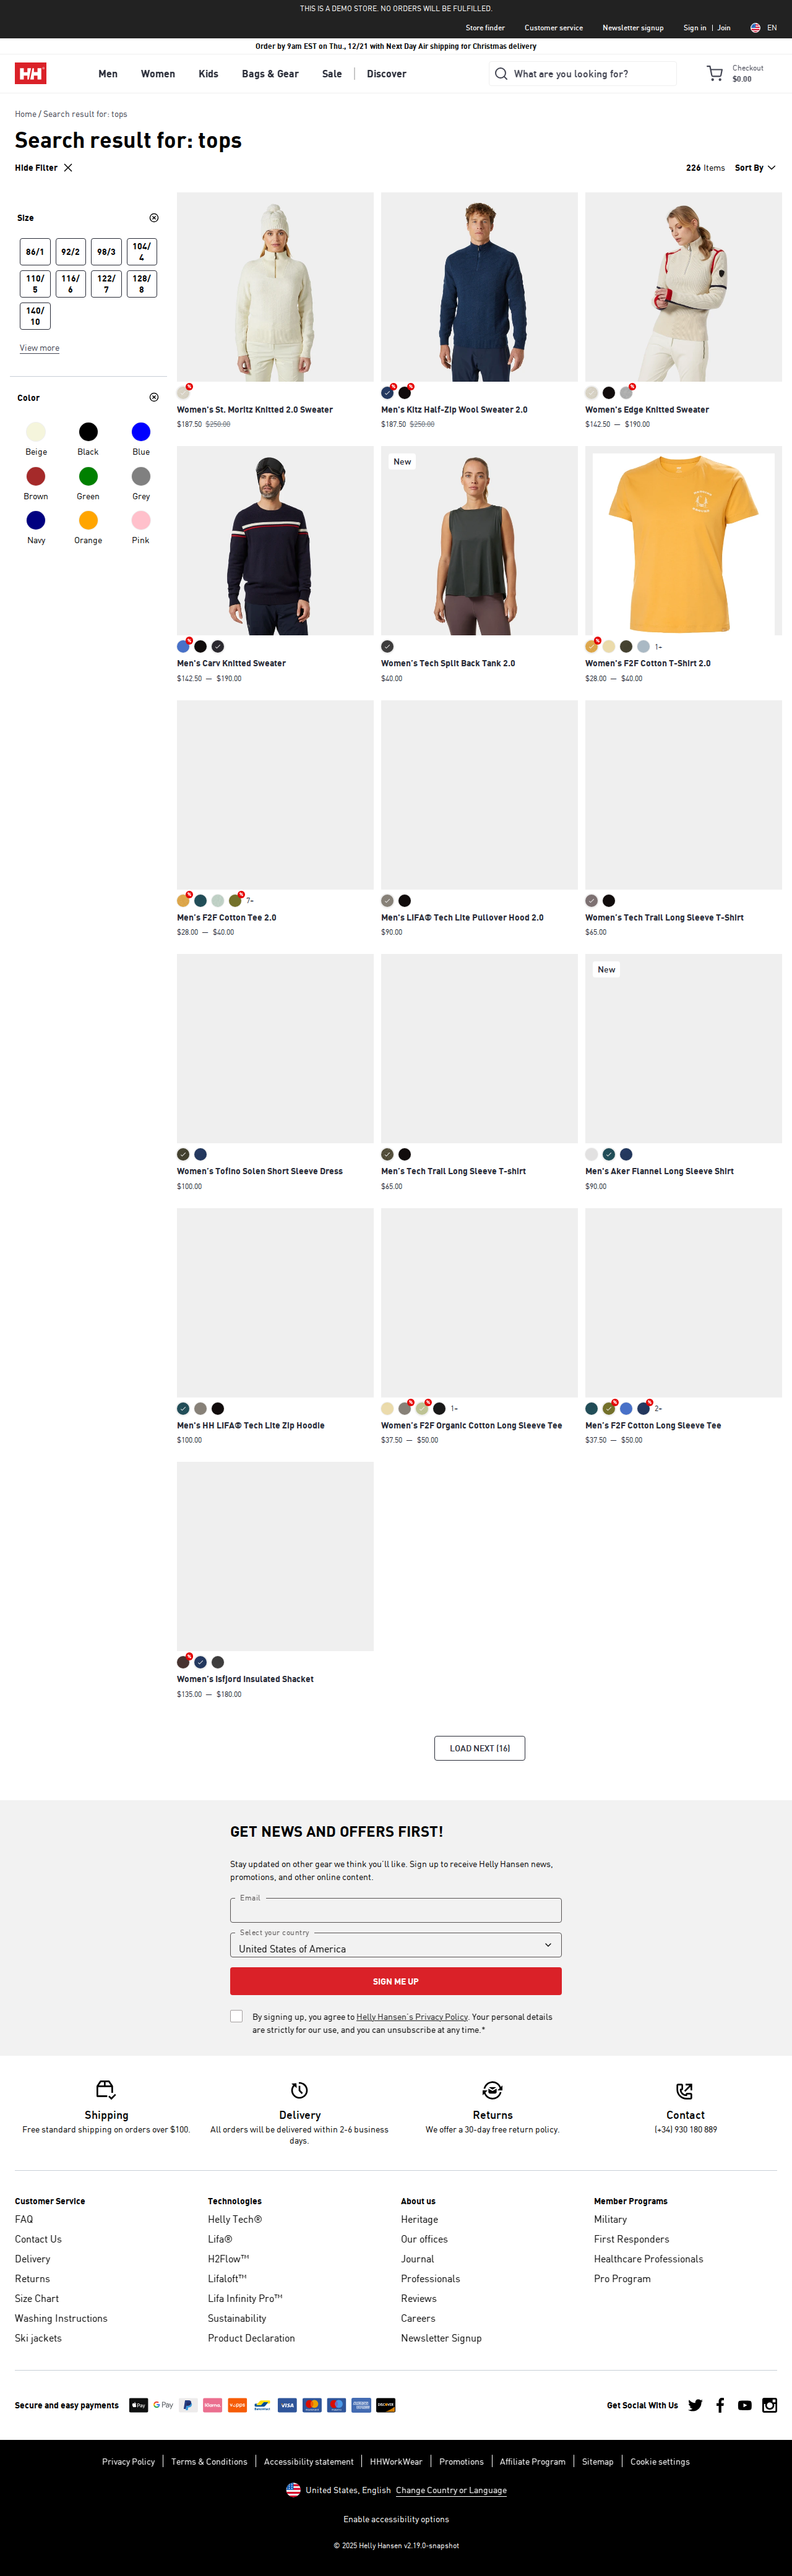 THIS IS A DEMO STORE. NO ORDERS WILL BE FULFILLED.
Store finder
Customer service
Newsletter signup
Sign in | Join
EN
Order by 9am EST on Thu., 12/21 with Next Day Air shipping for Christmas delivery
HH
Men
Women
Kids
Bags & Gear
Sale
Discover
What are you looking for?
Checkout
$0.00
Home / Search result for: tops
Search result for: tops
Hide Filter
226 Items
Sort By
Size
86/1
92/2
98/3
104/
4
110/
5
116/
6
122/
7
128/
8
140/
10
View more
Color
Beige
Black
Blue
Brown
Green
Grey
Navy
Orange
Pink
Women's St. Moritz Knitted 2.0 Sweater
$187.50 $250.00
Men's Kitz Half-Zip Wool Sweater 2.0
$187.50 $250.00
Women's Edge Knitted Sweater
$142.50 — $190.00
Men's Carv Knitted Sweater
$142.50 — $190.00
New
Women's Tech Split Back Tank 2.0
$40.00
1+
Women's F2F Cotton T-Shirt 2.0
$28.00 — $40.00
7+
Men's F2F Cotton Tee 2.0
$28.00 — $40.00
Men's LIFA® Tech Lite Pullover Hood 2.0
$90.00
Women's Tech Trail Long Sleeve T-Shirt
$65.00
Women's Tofino Solen Short Sleeve Dress
$100.00
Men's Tech Trail Long Sleeve T-shirt
$65.00
New
Men's Aker Flannel Long Sleeve Shirt
$90.00
Men's HH LIFA® Tech Lite Zip Hoodie
$100.00
1+
Women's F2F Organic Cotton Long Sleeve Tee
$37.50 — $50.00
2+
Men's F2F Cotton Long Sleeve Tee
$37.50 — $50.00
Women's Isfjord Insulated Shacket
$135.00 — $180.00
LOAD NEXT (16)
GET NEWS AND OFFERS FIRST!
Stay updated on other gear we think you'll like. Sign up to receive Helly Hansen news,
promotions, and other online content.
Email
Select your country
United States of America
SIGN ME UP
By signing up, you agree to Helly Hansen's Privacy Policy. Your personal details
are strictly for our use, and you can unsubscribe at any time.*
Shipping
Free standard shipping on orders over $100.
Delivery
All orders will be delivered within 2-6 business
days.
Returns
We offer a 30-day free return policy.
Contact
(+34) 930 180 889
Customer Service
FAQ
Contact Us
Delivery
Returns
Size Chart
Washing Instructions
Ski jackets
Technologies
Helly Tech®
Lifa®
H2Flow™
Lifaloft™
Lifa Infinity Pro™
Sustainability
Product Declaration
About us
Heritage
Our offices
Journal
Professionals
Reviews
Careers
Newsletter Signup
Member Programs
Military
First Responders
Healthcare Professionals
Pro Program
Secure and easy payments
Pay
G Pay
Klarna
Vipps
VISA
DISCOVER
Get Social With Us
Privacy Policy
Terms & Conditions
Accessibility statement
HHWorkWear
Promotions
Affiliate Program
Sitemap
Cookie settings
United States, English Change Country or Language
Enable accessibility options
© 2025 Helly Hansen v2.19.0-snapshot